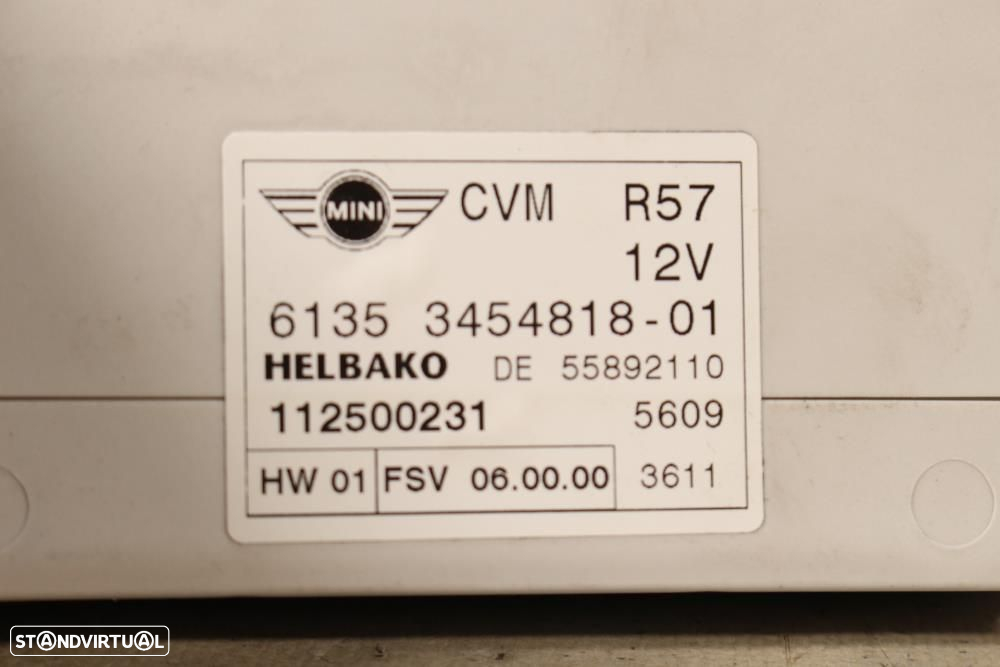 MINI CVM R57
12V
6135 3454818-01
HELBAKO DE 55892110
112500231 5609
HW 01 FSV 06.00.00 3611
STANDVIRTUAL